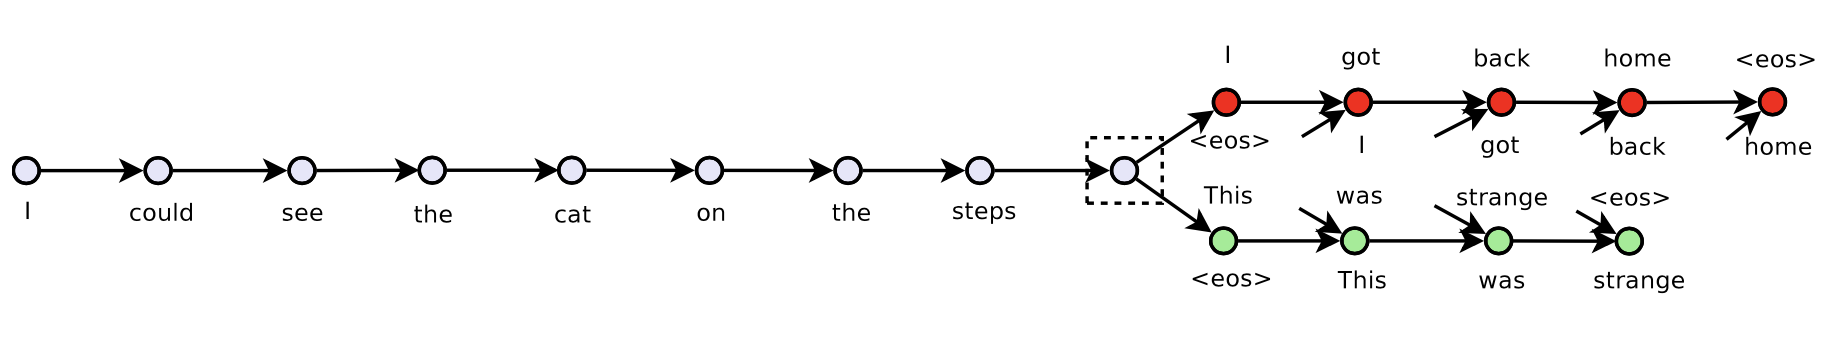 I got back home <eos>
<eos> I got back home
I could see the cat on the steps
This was strange <eos>
<eos> This was strange